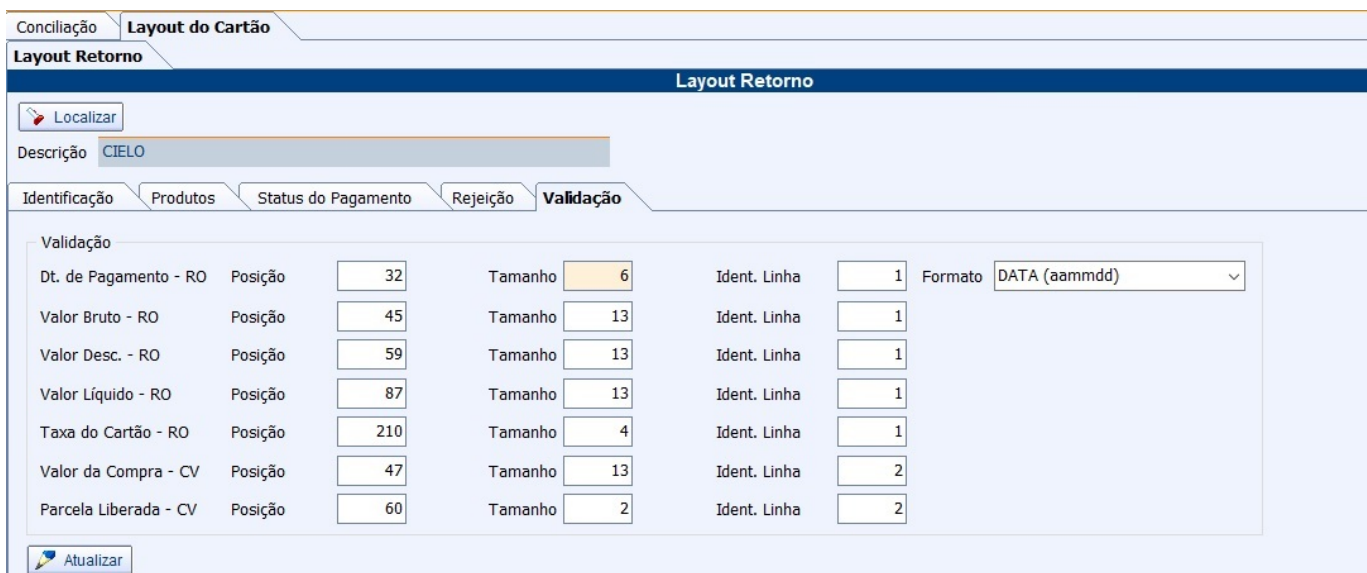 Conciliação Layout do Cartão
Layout Retorno
Layout Retorno
Localizar
Descrição CIELO
Identificação Produtos Status do Pagamento Rejeição Validação
Validação
Dt. de Pagamento - RO Posição 32 Tamanho 6 Ident. Linha 1 Formato DATA (aammdd)
Valor Bruto - RO Posição 45 Tamanho 13 Ident. Linha 1
Valor Desc. - RO Posição 59 Tamanho 13 Ident. Linha 1
Valor Líquido - RO Posição 87 Tamanho 13 Ident. Linha 1
Taxa do Cartão - RO Posição 210 Tamanho 4 Ident. Linha 1
Valor da Compra - CV Posição 47 Tamanho 13 Ident. Linha 2
Parcela Liberada - CV Posição 60 Tamanho 2 Ident. Linha 2
Atualizar